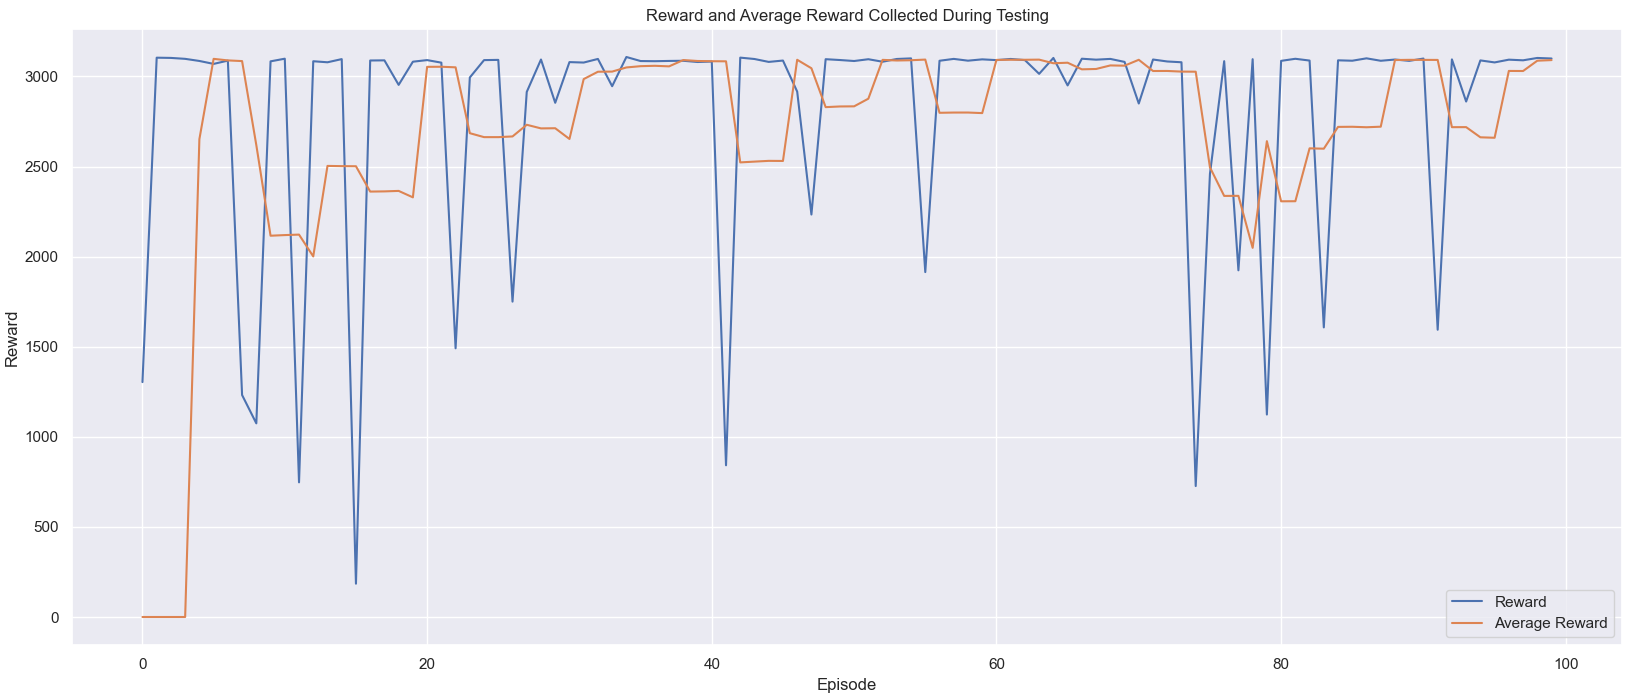 Reward and Average Reward Collected During Testing
3000
2500
2000
1500
1000
500
0
Reward
0 20 40 60 80 100
Episode
Reward
Average Reward